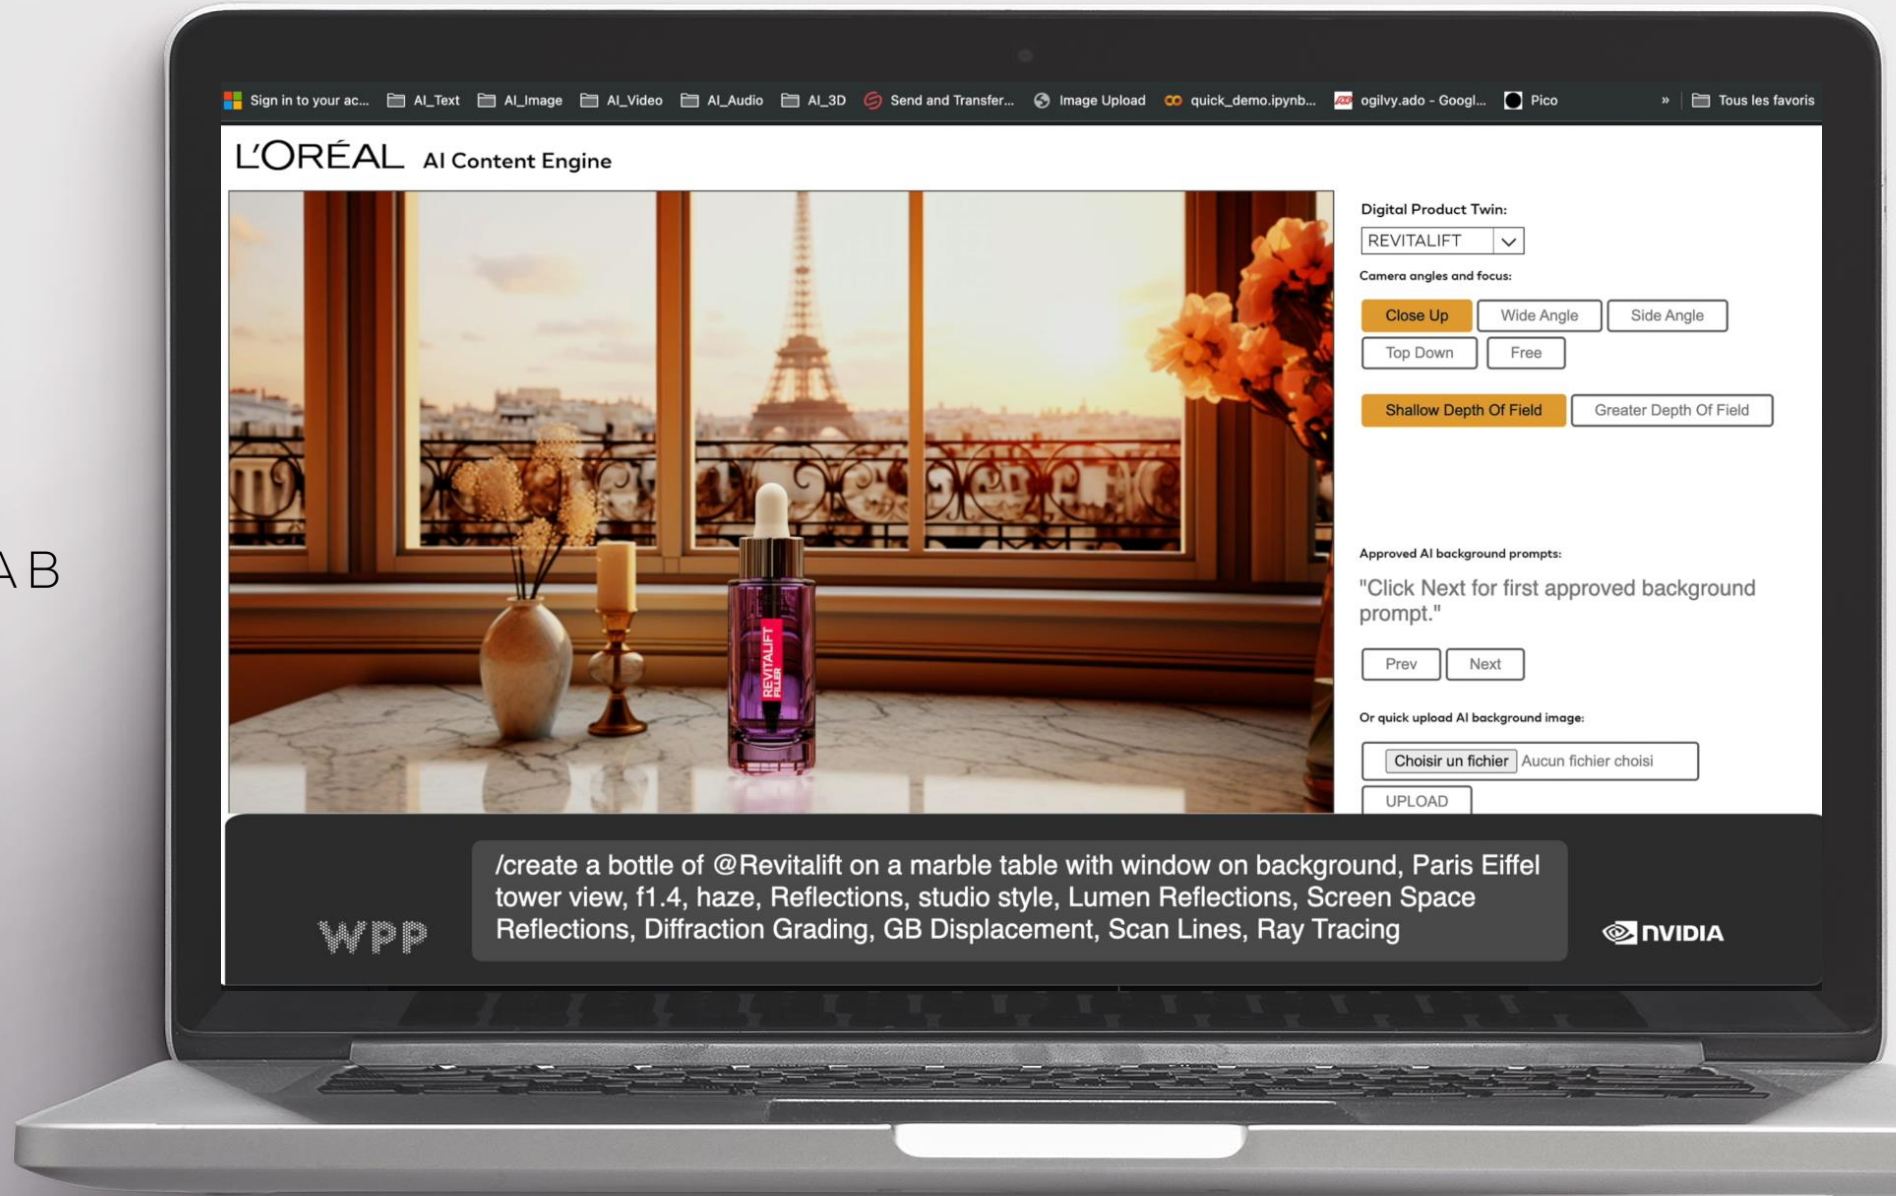 AB
Sign in to your ac... AI_Text AI_Image AI_Video AI_Audio AI_3D Send and Transfer... Image Upload quick_demo.ipynb... ogilvy.ado - Googl... Pico » Tous les favoris
L'ORÉAL AI Content Engine
REVITALIFT
FILLER
Digital Product Twin:
REVITALIFT
Camera angles and focus:
Close Up Wide Angle Side Angle
Top Down Free
Shallow Depth Of Field Greater Depth Of Field
Approved AI background prompts:
"Click Next for first approved background
prompt."
Prev Next
Or quick upload AI background image:
Choisir un fichier Aucun fichier choisi
UPLOAD
/create a bottle of @Revitalift on a marble table with window on background, Paris Eiffel
tower view, f1.4, haze, Reflections, studio style, Lumen Reflections, Screen Space
Reflections, Diffraction Grading, GB Displacement, Scan Lines, Ray Tracing
WPP
NVIDIA